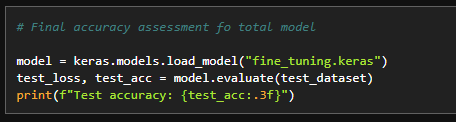 # Final accuracy assessment fo total model
model = keras.models.load_model("fine_tuning.keras")
test_loss, test_acc = model.evaluate(test_dataset)
print(f"Test accuracy: {test_acc:.3f}")